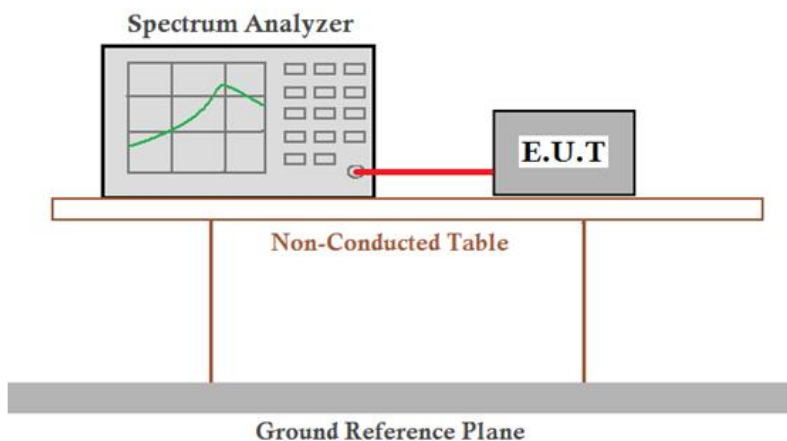 Spectrum Analyzer
E.U.T
Non-Conducted Table
Ground Reference Plane